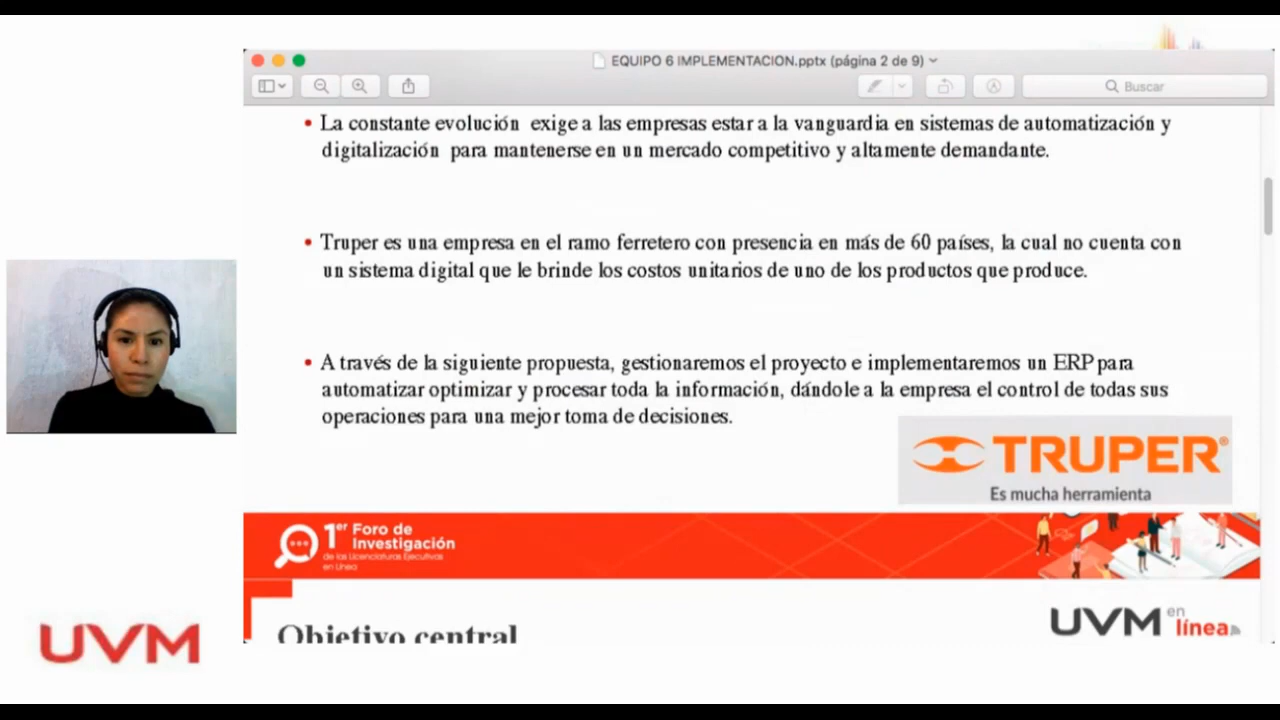 EQUIPO 6 IMPLEMENTACION.pptx (página 2 de 9)
Buscar
• La constante evolución exige a las empresas estar a la vanguardia en sistemas de automatización y
digitalización para mantenerse en un mercado competitivo y altamente demandante.
• Truper es una empresa en el ramo ferretero con presencia en más de 60 países, la cual no cuenta con
un sistema digital que le brinde los costos unitarios de uno de los productos que produce.
• A través de la siguiente propuesta, gestionaremos el proyecto e implementaremos un ERP para
automatizar optimizar y procesar toda la información, dándole a la empresa el control de todas sus
operaciones para una mejor toma de decisiones.
TRUPER®
Es mucha herramienta
1er Foro de
Investigación
de las Licenciaturas Ejecutivas
en Línea
Objetivo central
UVM en
línea
UVM